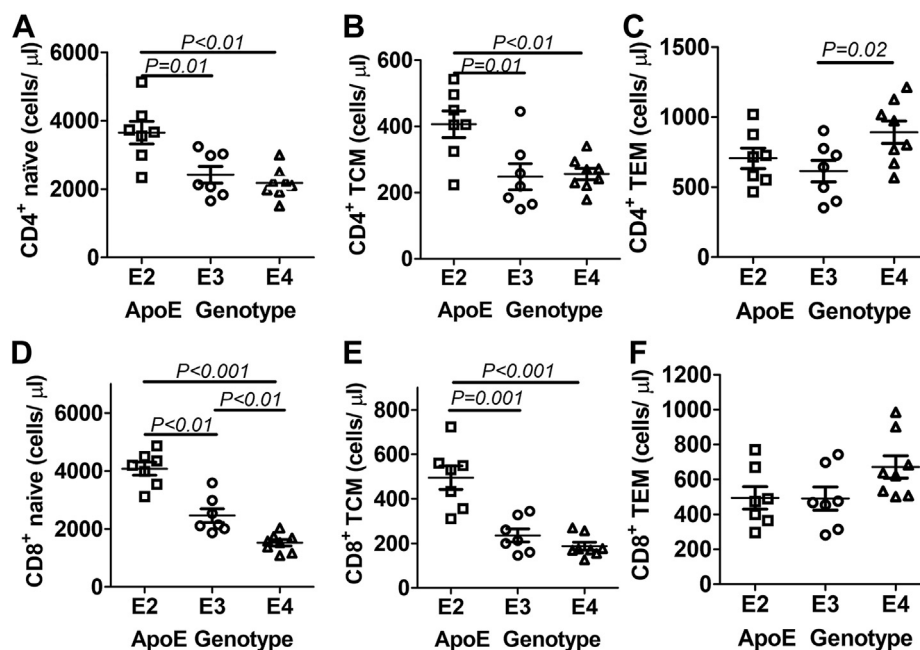 A
CD4+ naïve (cells/ µl)
6000
4000
2000
0
P<0.01
P=0.01
E2 E3 E4
ApoE Genotype
B
CD4+ TCM (cells/ µl)
600
400
200
0
P<0.01
P=0.01
E2 E3 E4
ApoE Genotype
C
CD4+ TEM (cells/ µl)
1,500
1000
500
0
P=0.02
E2 E3 E4
ApoE Genotype
D
CD8+ naive (cells/ µl)
6000
4000
2000
0
P<0.001
P<0.01
P<0.01
E2 E3 E4
ApoE Genotype
E
CD8+ TCM (cells/ µl)
800
600
400
200
0
P<0.001
P=0.001
E2 E3 E4
ApoE Genotype
F
CD8+ TEM (cells/ µl)
1200
1000
800
600
400
200
0
E2 E3 E4
ApoE Genotype